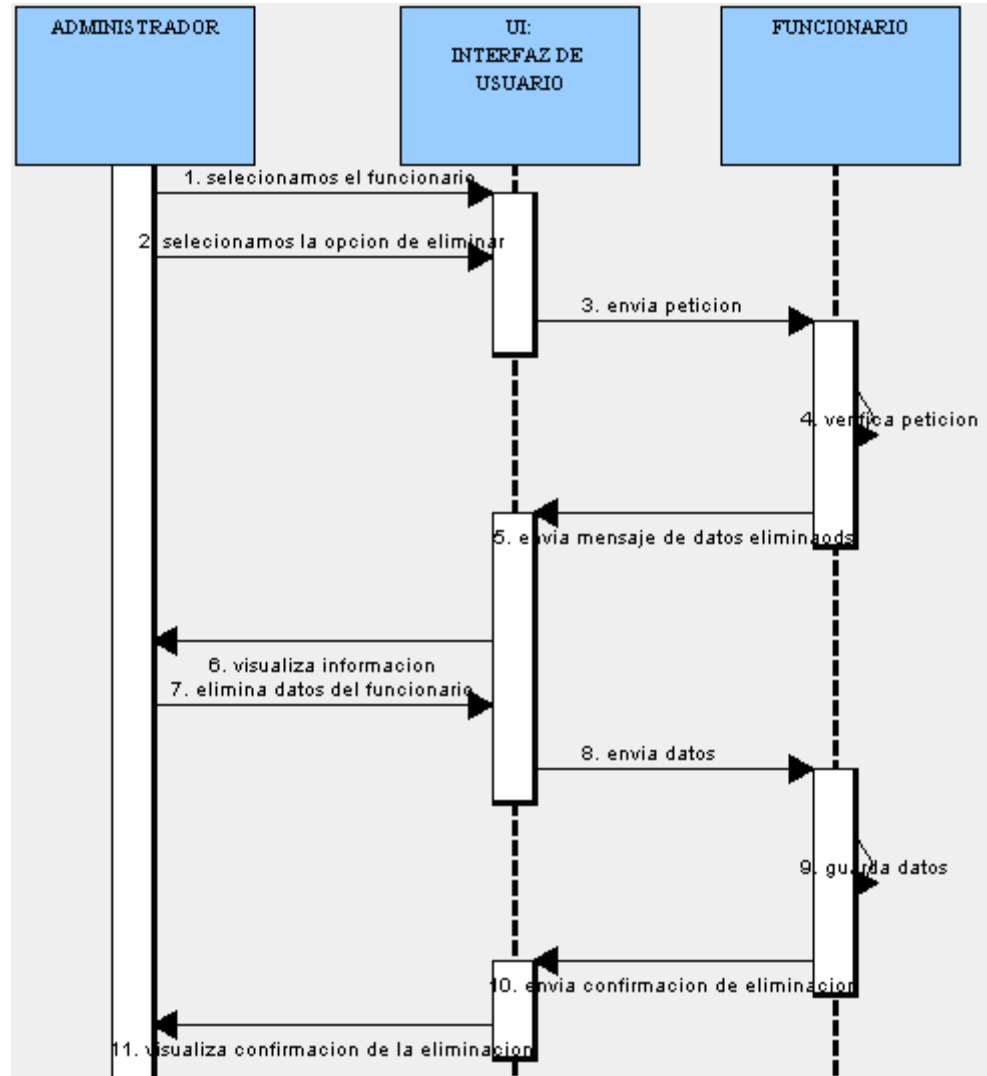 ADMINISTRADOR
UI:
INTERFAZ DE
USUARIO
FUNCIONARIO
1. selecionamos el funcionario
2. selecionamos la opcion de eliminar
3. envia peticion
4. verifica peticion
5. envia mensaje de datos eliminaods
6. visualiza informacion
7. elimina datos del funcionario
8. envia datos
9. guarda datos
10. envia confirmacion de eliminacion
11. visualiza confirmacion de la eliminacion